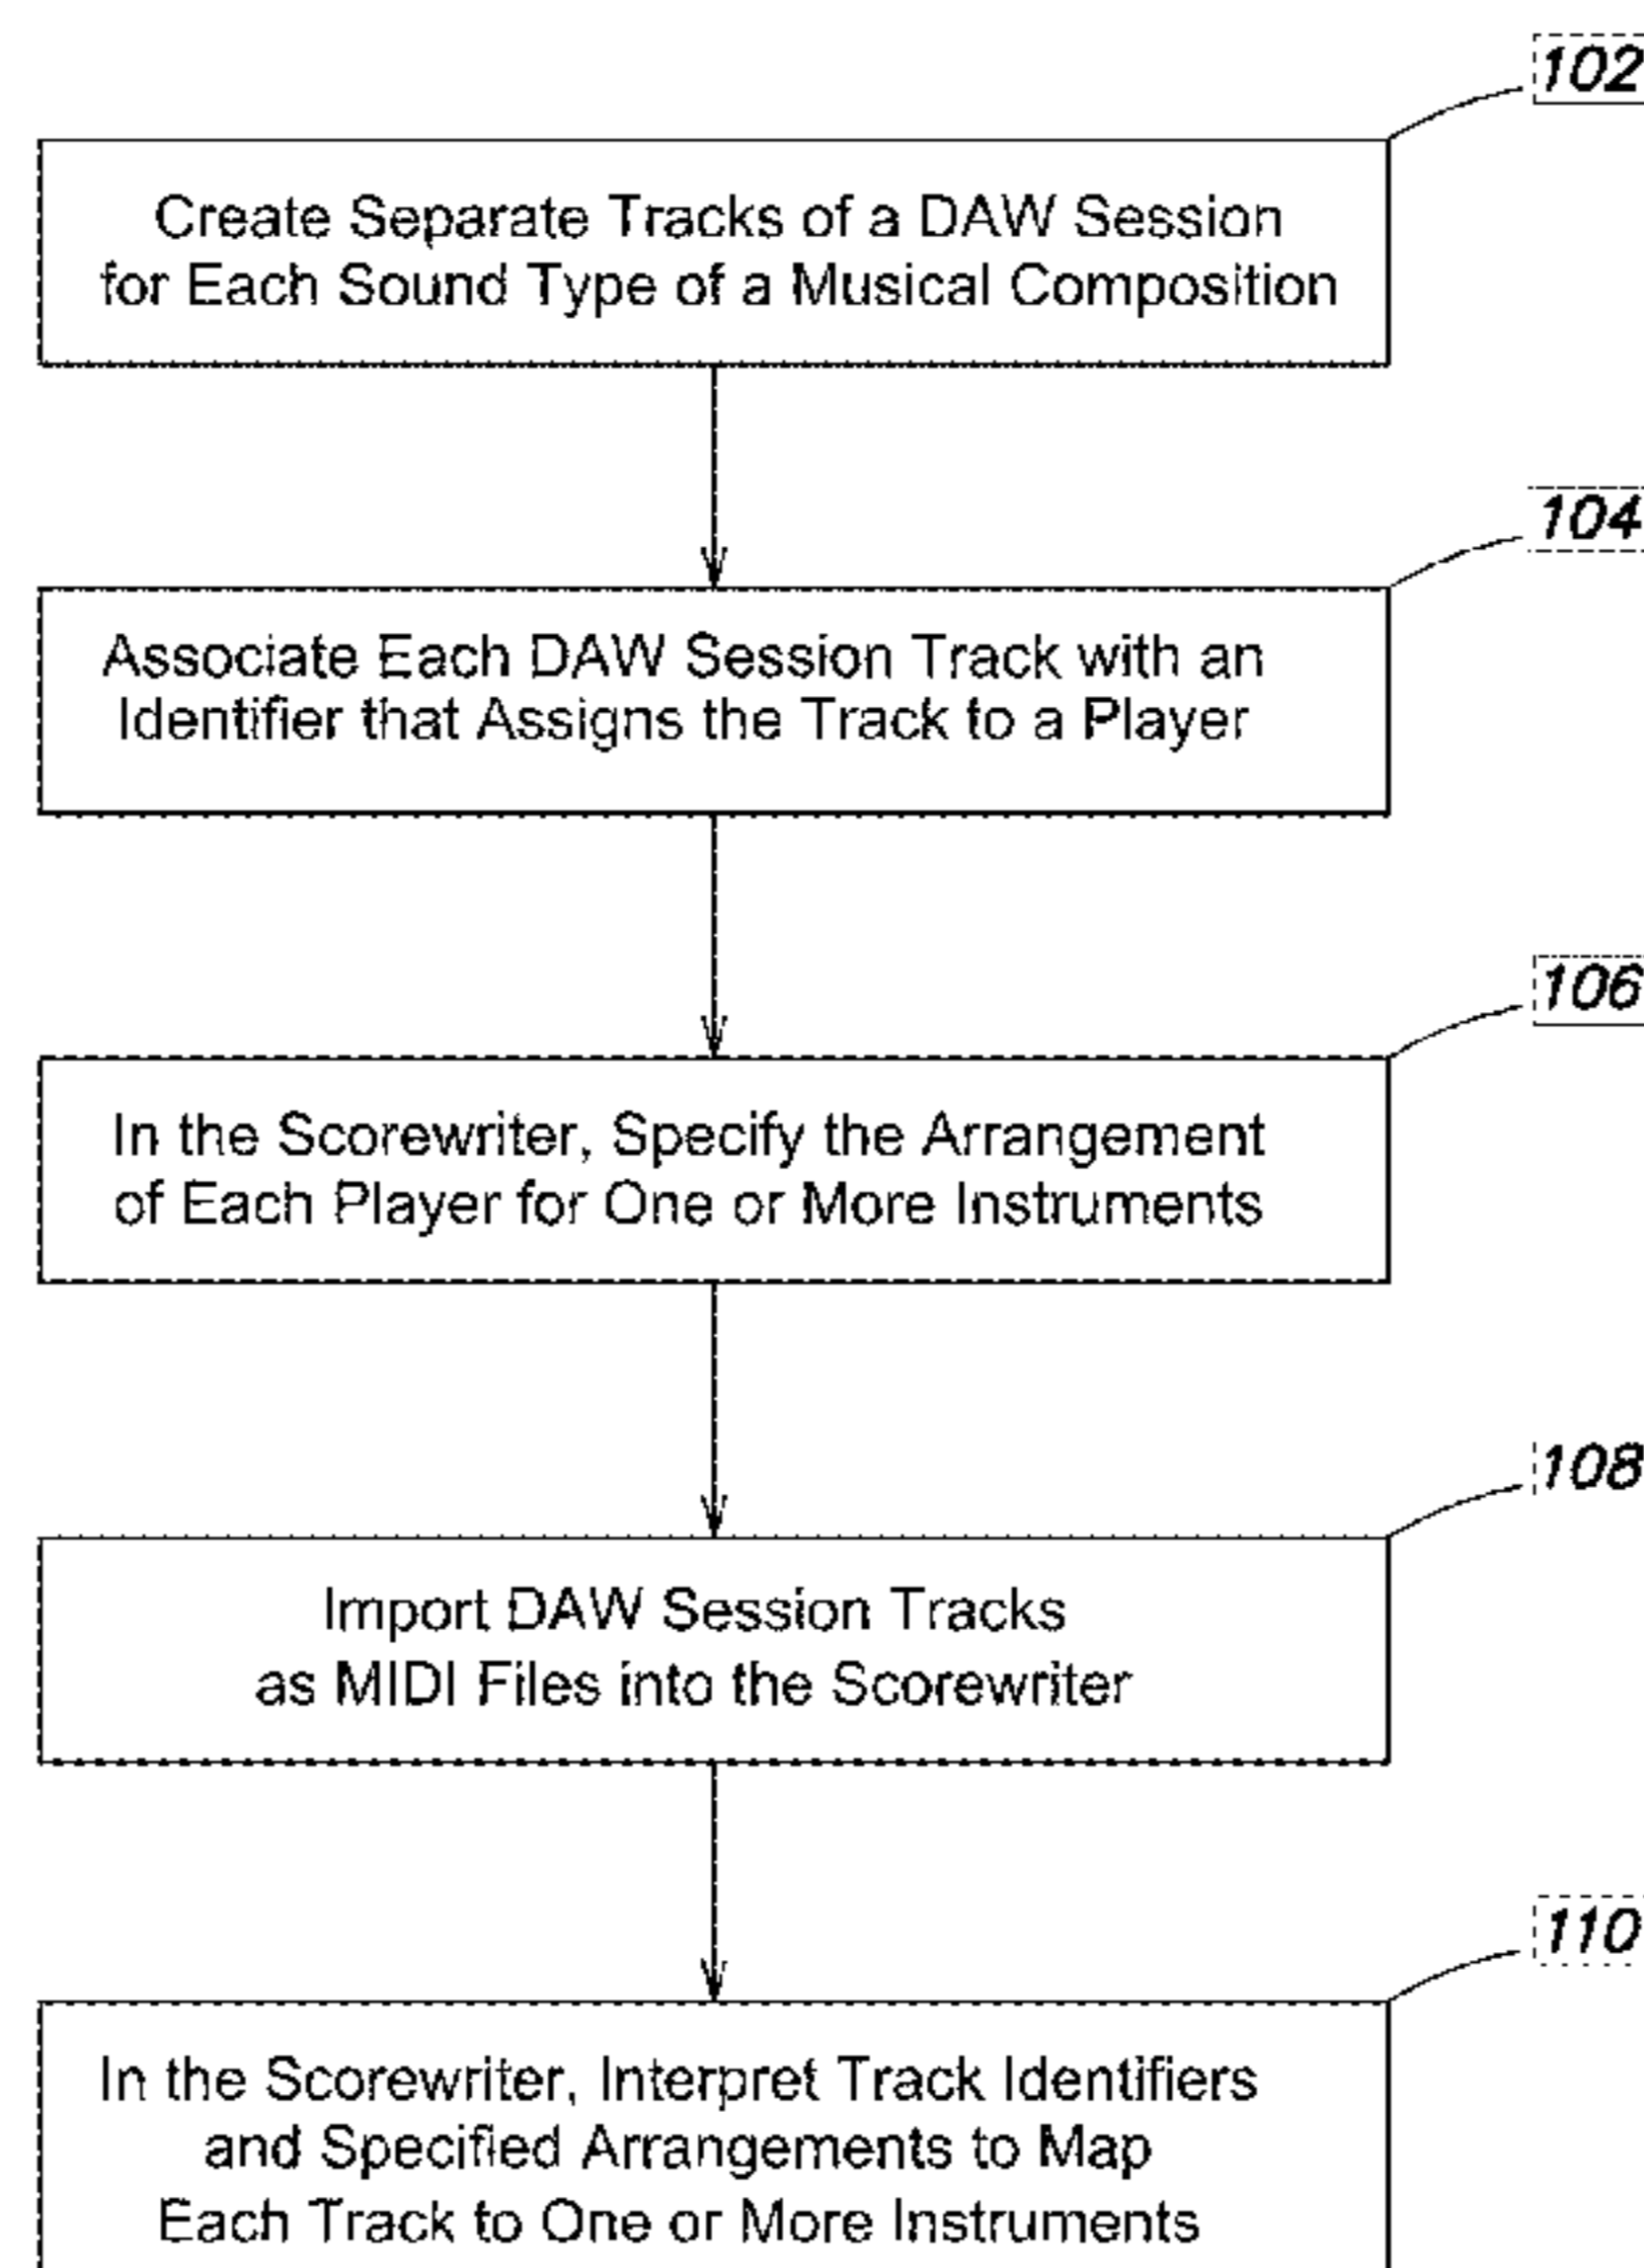 102
Create Separate Tracks of a DAW Session
for Each Sound Type of a Musical Composition
104
Associate Each DAW Session Track with an
Identifier that Assigns the Track to a Player
106
In the Scorewriter, Specify the Arrangement
of Each Player for One or More Instruments
108
Import DAW Session Tracks
as MIDI Files into the Scorewriter
110
In the Scorewriter, Interpret Track Identifiers
and Specified Arrangements to Map
Each Track to One or More Instruments